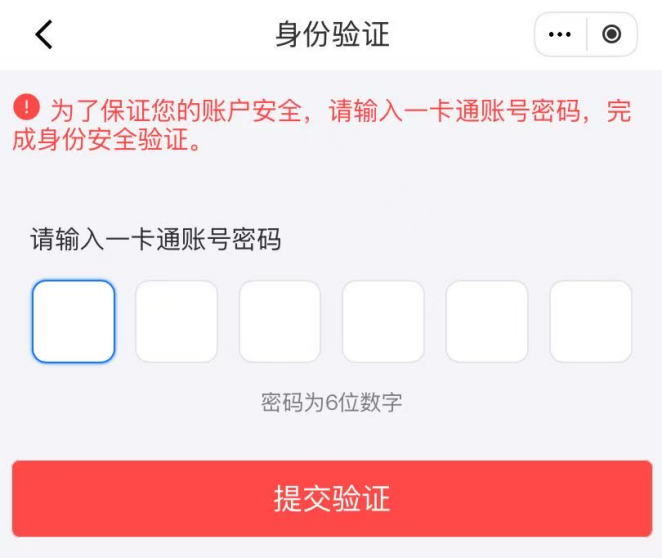 身份验证
为了保证您的账户安全，请输入一卡通账号密码，完
成身份安全验证。
请输入一卡通账号密码
密码为6位数字
提交验证